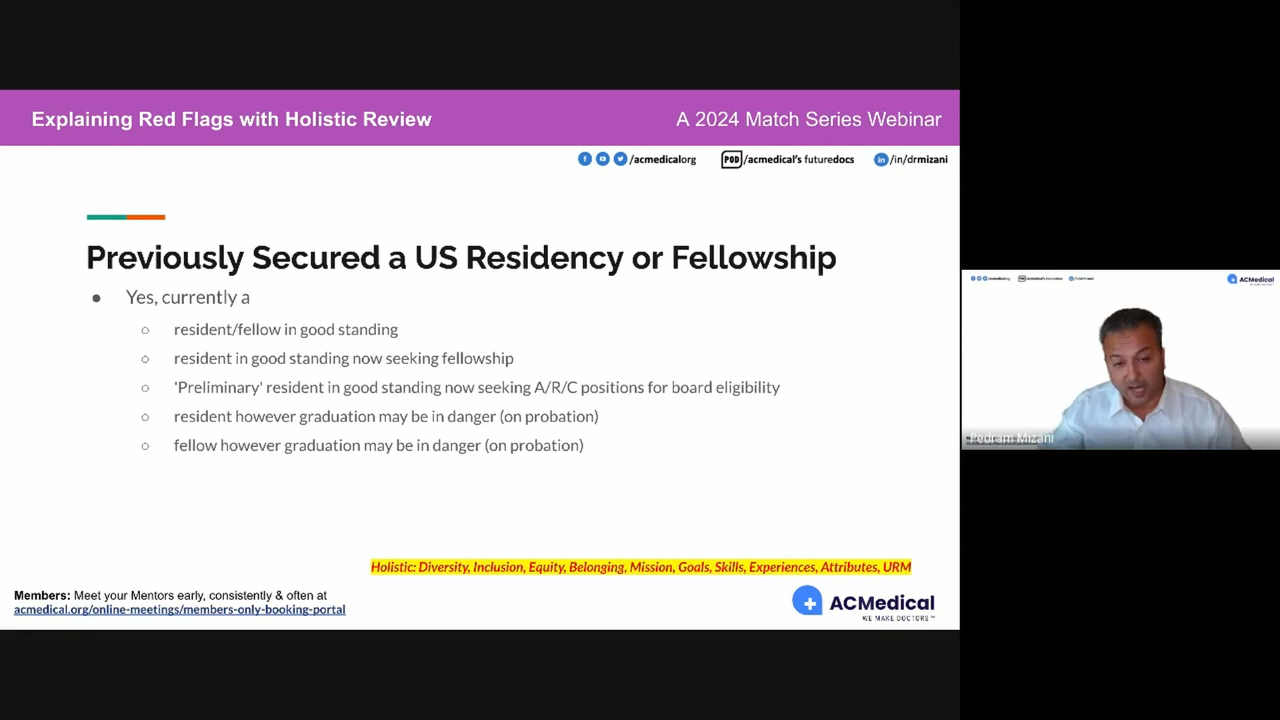 Explaining Red Flags with Holistic Review
A 2024 Match Series Webinar
/acmedicalorg
POD /acmedical's futuredocs
in /in/drmizani
Previously Secured a US Residency or Fellowship
● Yes, currently a
○ resident/fellow in good standing
○ resident in good standing now seeking fellowship
○ 'Preliminary' resident in good standing now seeking A/R/C positions for board eligibility
○ resident however graduation may be in danger (on probation)
○ fellow however graduation may be in danger (on probation)
Holistic: Diversity, Inclusion, Equity, Belonging, Mission, Goals, Skills, Experiences, Attributes, URM
Members: Meet your Mentors early, consistently & often at
acmedical.org/online-meetings/members-only-booking-portal
ACMedical
WE MAKE DOCTORS™
ACMedical
Pedram Mizani